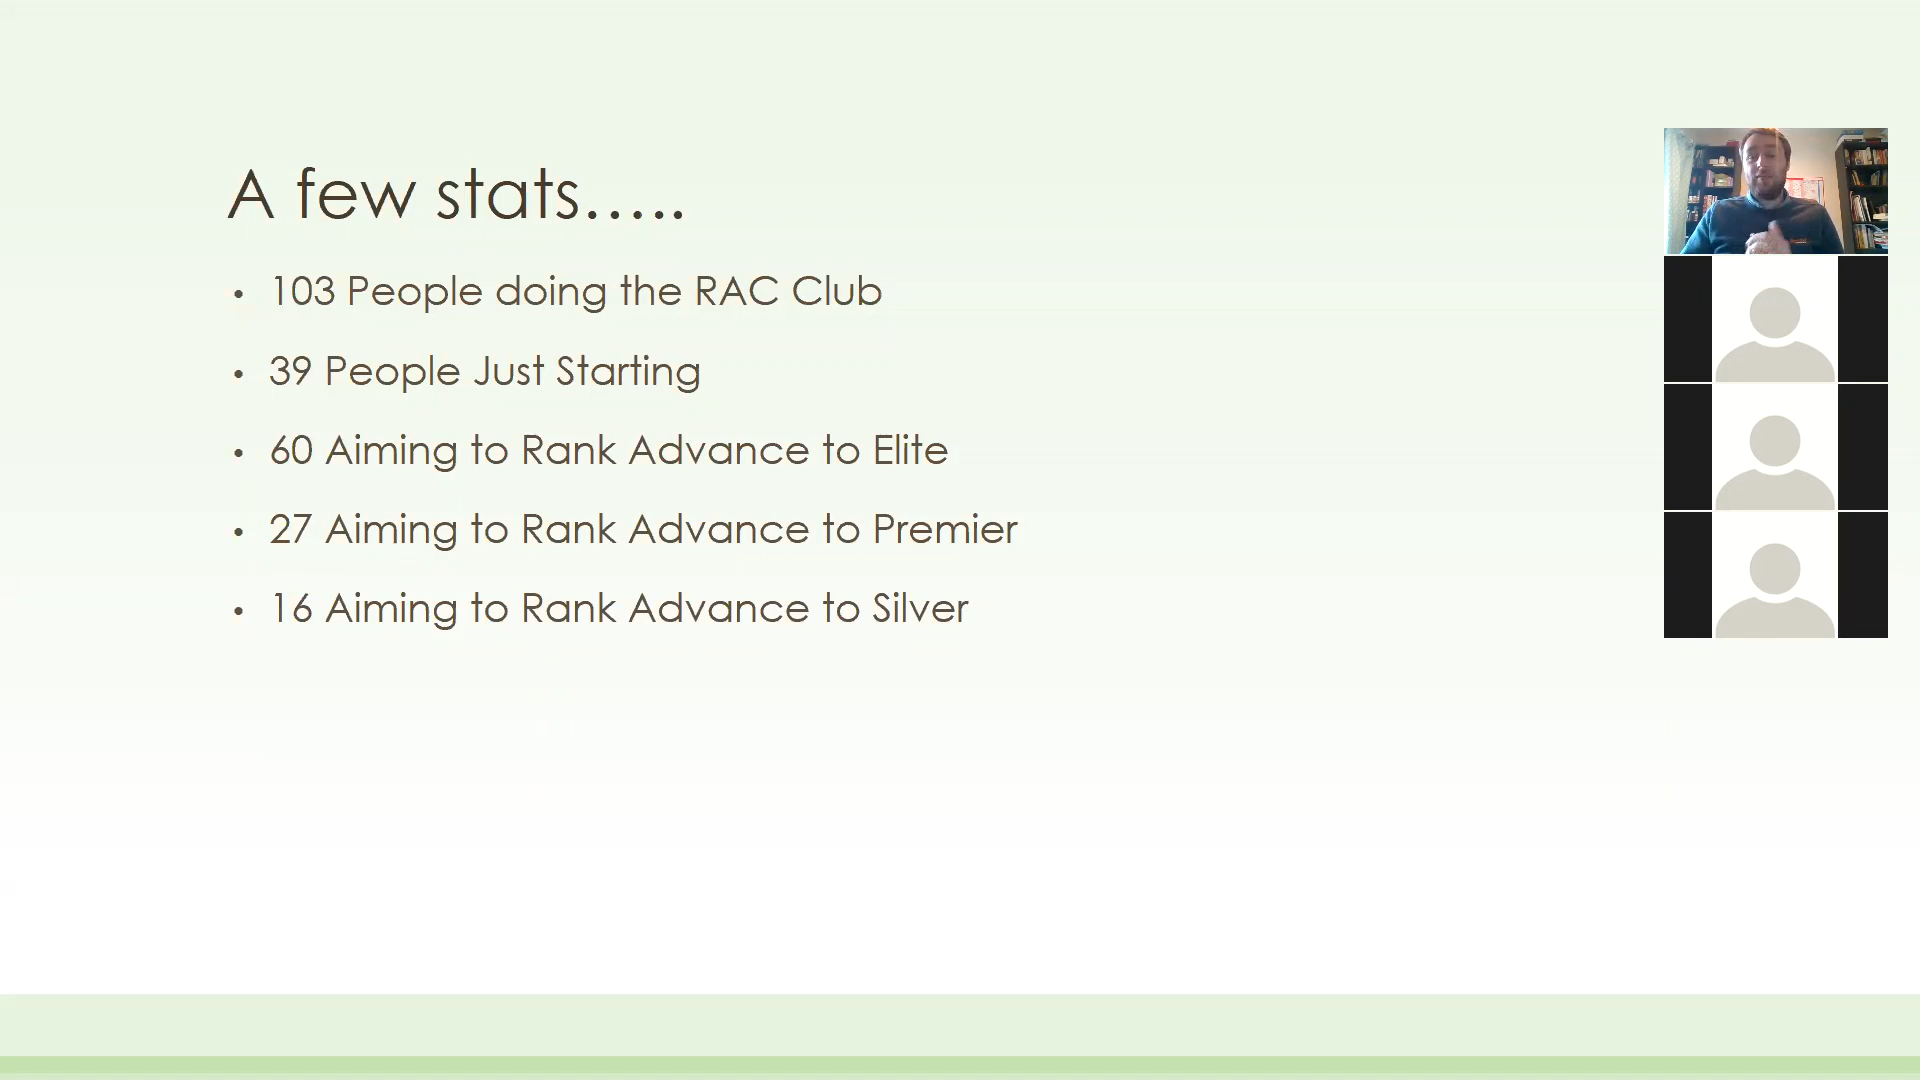 A few stats.....
• 103 People doing the RAC Club
• 39 People Just Starting
• 60 Aiming to Rank Advance to Elite
• 27 Aiming to Rank Advance to Premier
• 16 Aiming to Rank Advance to Silver